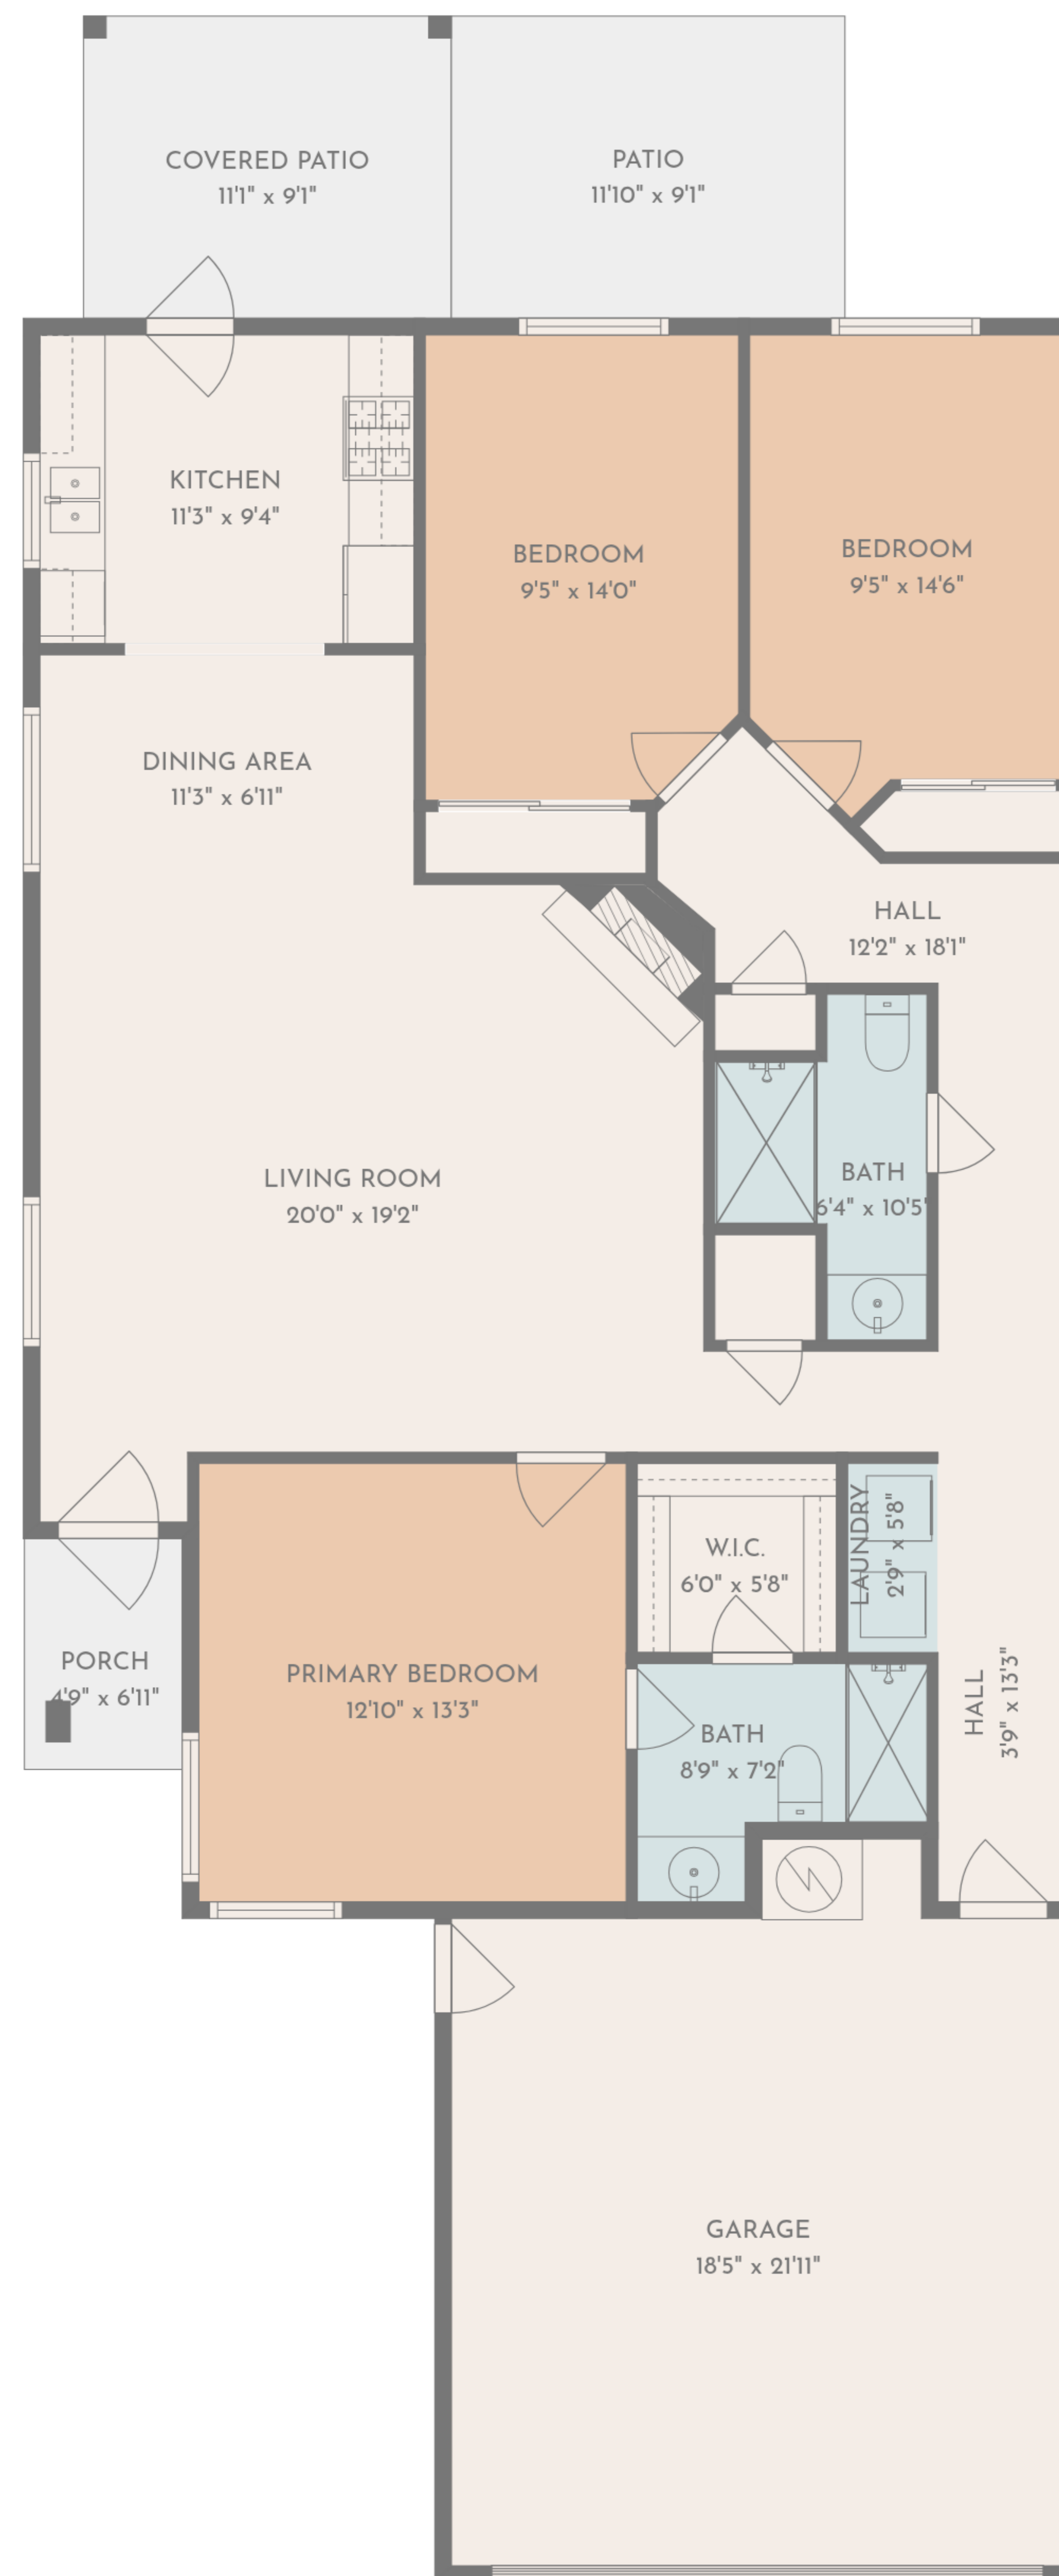 COVERED PATIO
11'1" x 9'1"
PATIO
11'10" x 9'1"
KITCHEN
11'3" x 9'4"
BEDROOM
9'5" x 14'0"
BEDROOM
9'5" x 14'6"
DINING AREA
11'3" x 6'11"
HALL
12'2" x 18'1"
LIVING ROOM
20'0" x 19'2"
BATH
6'4" x 10'5"
W.I.C.
6'0" x 5'8"
LAUNDRY
2'9" x 5'8"
PORCH
4'9" x 6'11"
PRIMARY BEDROOM
12'10" x 13'3"
BATH
8'9" x 7'2"
HALL
3'9" x 13'3"
GARAGE
18'5" x 21'11"